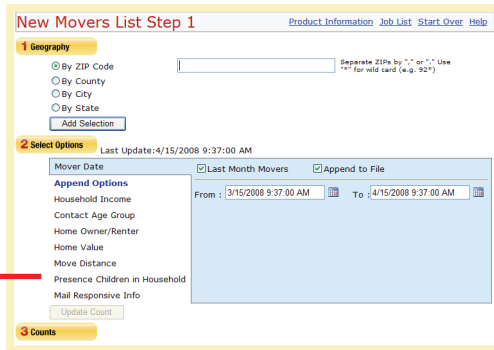 New Movers List Step 1
Product Information Job List Start Over Help
1 Geography
By ZIP Code
Separate ZIPs by "," or "." Use
"*" for wild card (e.g. 92*)
By County
By City
By State
Add Selection
2 Select Options
Last Update:4/15/2008 9:37:00 AM
Mover Date
Last Month Movers Append to File
Append Options
From : 3/15/2008 9:37:00 AM To : 4/15/2008 9:37:00 AM
Household Income
Contact Age Group
Home Owner/Renter
Home Value
Move Distance
Presence Children in Household
Mail Responsive Info
Update Count
3 Counts